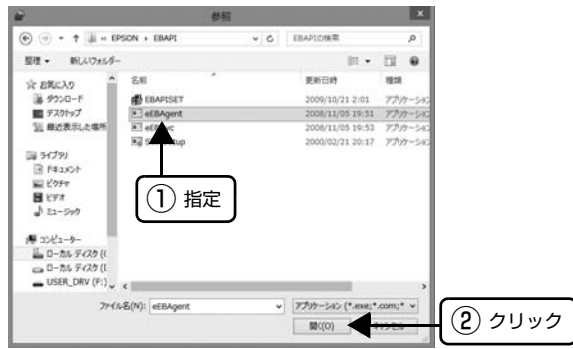 参照
« EPSON › EBAPI
EBAPIの検索
整理 ▼ 新しいフォルダー
名前 更新日時 種類
お気に入り
ダウンロード
デスクトップ
最近表示した場所
ライブラリ
ドキュメント
ピクチャ
ビデオ
ミュージック
コンピューター
ローカル ディスク (C
ローカル ディスク (D
USER_DRV (F:)
EBAPISET 2009/10/21 2:01 アプリケーショ
eEBAgent 2008/11/05 19:51 アプリケーショ
2008/11/05 19:53 アプリケーショ
2000/02/21 20:17 アプリケーショ
① 指定
ファイル名(N): eEBAgent アプリケーション (*.exe;*.com;*
開く(O)
② クリック